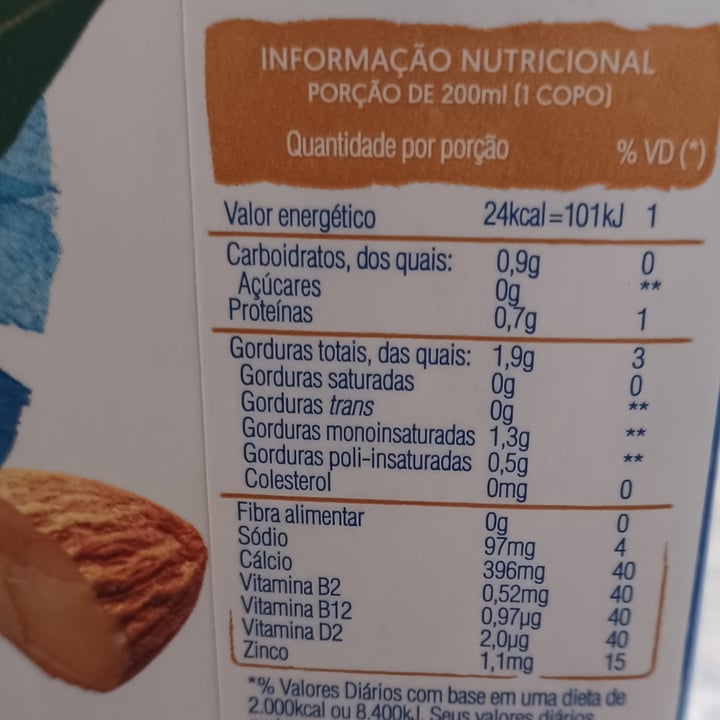 INFORMAÇÃO NUTRICIONAL
PORÇÃO DE 200ml (1 COPO)
Quantidade por porção % VD (*)
Valor energético 24kcal=101kJ 1
Carboidratos, dos quais: 0,9g 0
Açúcares 0g **
Proteínas 0,7g 1
Gorduras totais, das quais: 1,9g 3
Gorduras saturadas 0g 0
Gorduras trans 0g **
Gorduras monoinsaturadas 1,3g **
Gorduras poli-insaturadas 0,5g **
Colesterol 0mg 0
Fibra alimentar 0g 0
Sódio 97mg 4
Cálcio 396mg 40
Vitamina B2 0,52mg 40
Vitamina B12 0,97µg 40
Vitamina D2 2,0µg 40
Zinco 1,1mg 15
*% Valores Diários com base em uma dieta de
2.000kcal ou 8.400kJ. Seus valores diários